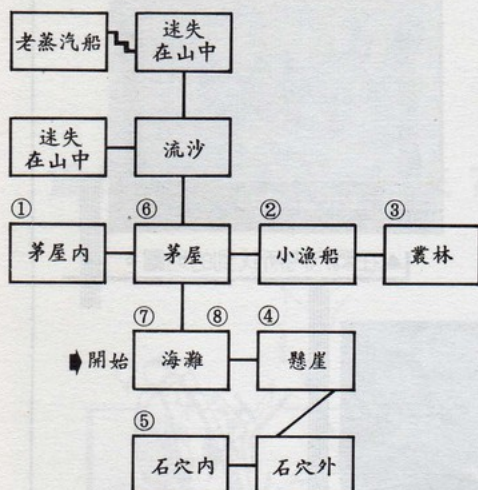 老蒸汽船
迷失
在山中
迷失
在山中
流沙
① ⑥ ② ③
茅屋內 茅屋 小漁船 叢林
⑦ ⑧ ④
開始 海灘 懸崖
⑤
石穴內 石穴外